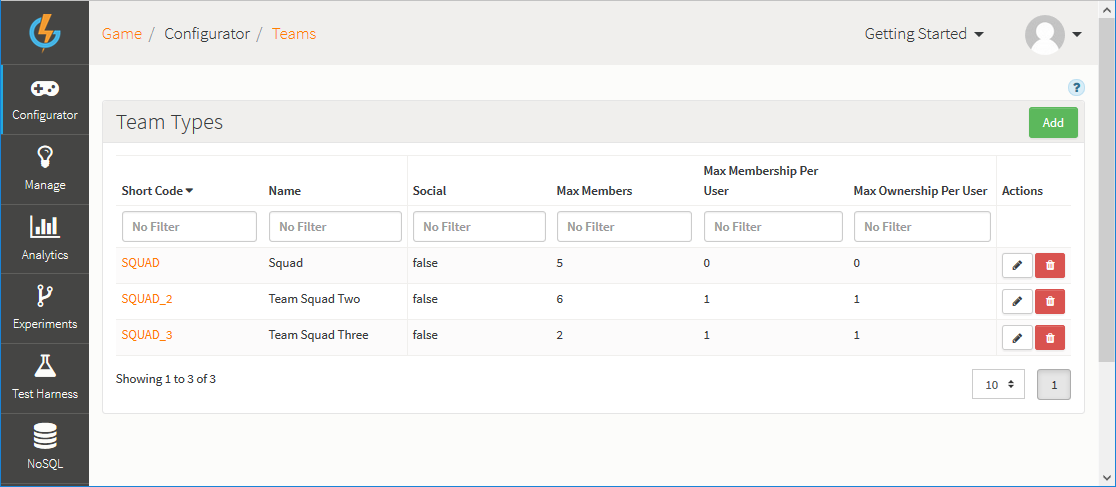 Game / Configurator / Teams
Getting Started
?
Configurator
Manage
Analytics
Experiments
Test Harness
NoSQL
Team Types
Add
Max Membership Per
Short Code Name Social Max Members User Max Ownership Per User Actions
No Filter No Filter No Filter No Filter No Filter No Filter
SQUAD Squad false 5 0 0
SQUAD_2 Team Squad Two false 6 1 1
SQUAD_3 Team Squad Three false 2 1 1
Showing 1 to 3 of 3
10 1